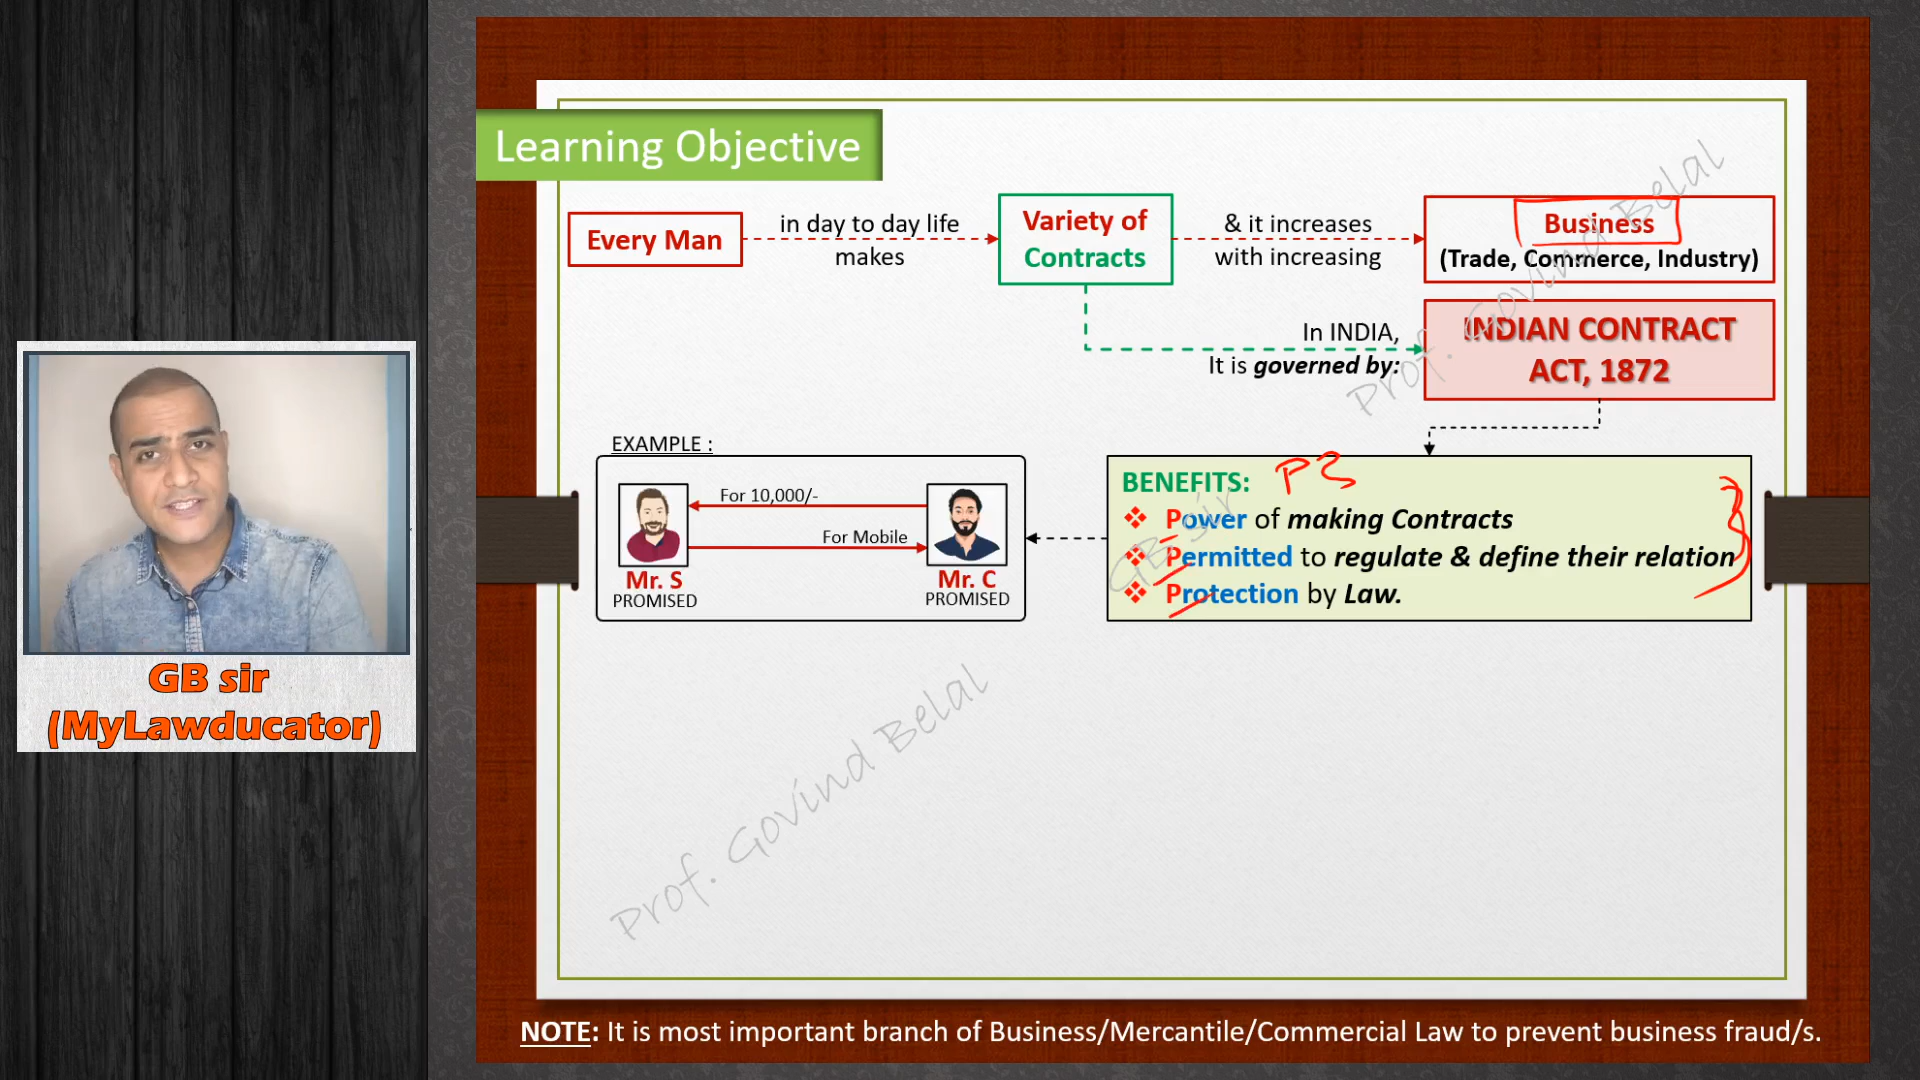 Learning Objective
Every Man
in day to day life
makes
Variety of
Contracts
& it increases
with increasing
Business
(Trade, Commerce, Industry)
In INDIA,
It is governed by:
INDIAN CONTRACT
ACT, 1872
EXAMPLE :
For 10,000/-
For Mobile
Mr. S
PROMISED
Mr. C
PROMISED
BENEFITS:
❖ Power of making Contracts
❖ Permitted to regulate & define their relation
❖ Protection by Law.
GB sir
(MyLawducator)
Prof. Govind Belal
GB sir
Prof. Govind Belal
NOTE: It is most important branch of Business/Mercantile/Commercial Law to prevent business fraud/s.